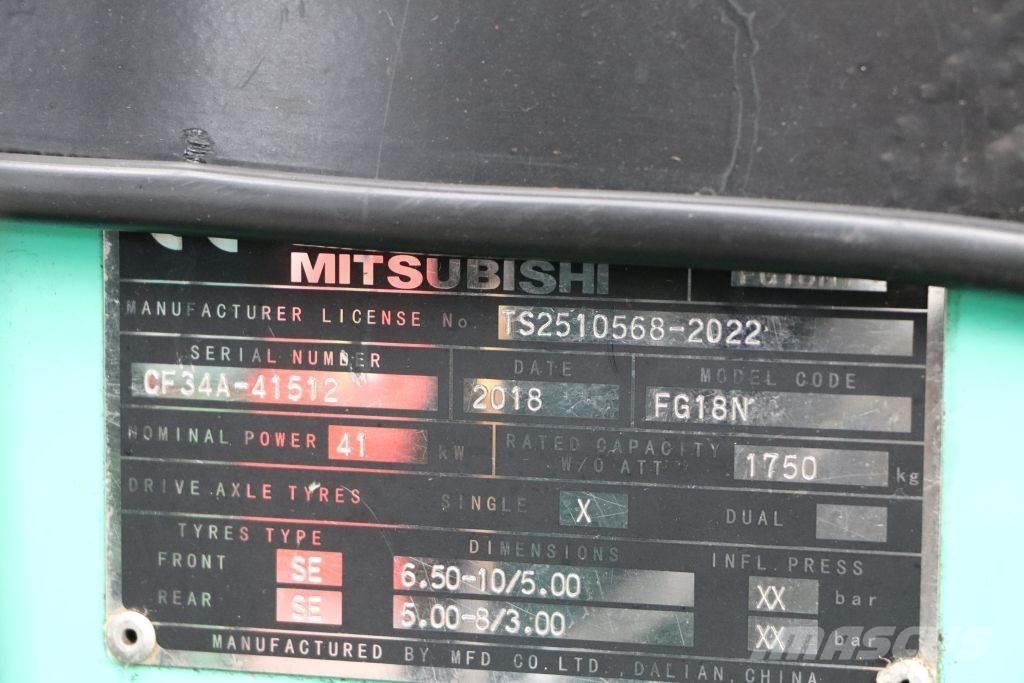 MITSUBISHI FG18N
MANUFACTURER LICENSE No. TS2510568-2022
SERIAL NUMBER DATE MODEL CODE
CF34A-41512 2018 FG18N
NOMINAL POWER 41 kW RATED CAPACITY W/O ATT 1750 kg
DRIVE AXLE TYRES SINGLE X DUAL
TYRES TYPE DIMENSIONS INFL. PRESS
FRONT SE 6.50-10/5.00 XX bar
REAR SE 5.00-8/3.00 XX bar
MANUFACTURED BY MFD CO.LTD., DALIAN, CHINA
MASCUS